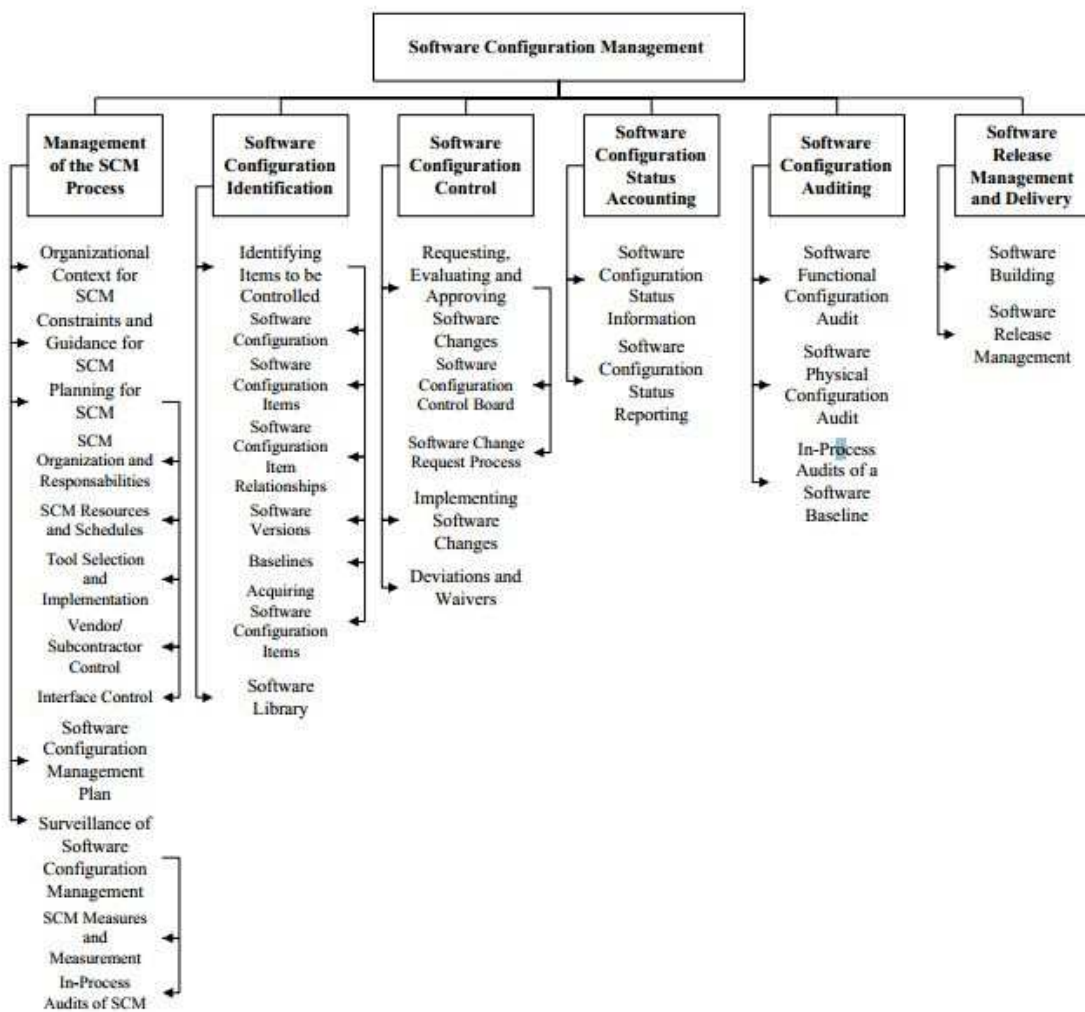 Software Configuration Management
Management
of the SCM
Process
Software
Configuration
Identification
Software
Configuration
Control
Software
Configuration
Status
Accounting
Software
Configuration
Auditing
Software
Release
Management
and Delivery
Organizational
Context for
SCM
Constraints and
Guidance for
SCM
Planning for
SCM
SCM
Organization and
Responsabilities
SCM Resources
and Schedules
Tool Selection
and
Implementation
Vendor/
Subcontractor
Control
Interface Control
Software
Configuration
Management
Plan
Surveillance of
Software
Configuration
Management
SCM Measures
and
Measurement
In-Process
Audits of SCM
Identifying
Items to be
Controlled
Software
Configuration
Software
Configuration
Items
Software
Configuration
Item
Relationships
Software
Versions
Baselines
Acquiring
Software
Configuration
Items
Software
Library
Requesting,
Evaluating and
Approving
Software
Changes
Software
Configuration
Control Board
Software Change
Request Process
Implementing
Software
Changes
Deviations and
Waivers
Software
Configuration
Status
Information
Software
Configuration
Status
Reporting
Software
Functional
Configuration
Audit
Software
Physical
Configuration
Audit
In-Process
Audits of a
Software
Baseline
Software
Building
Software
Release
Management